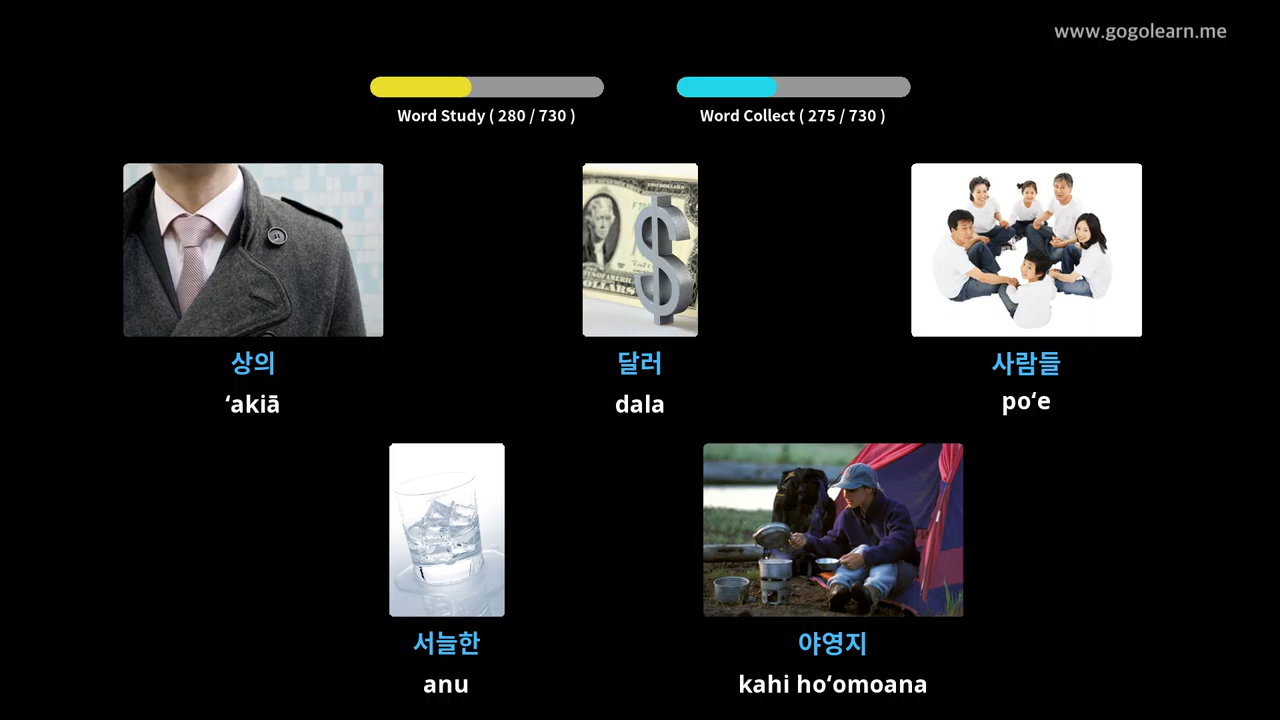 www.gogolearn.me
Word Study ( 280 / 730 )
Word Collect ( 275 / 730 )
상의
ʻakiā
달러
dala
사람들
poʻe
서늘한
anu
야영지
kahi hoʻomoana